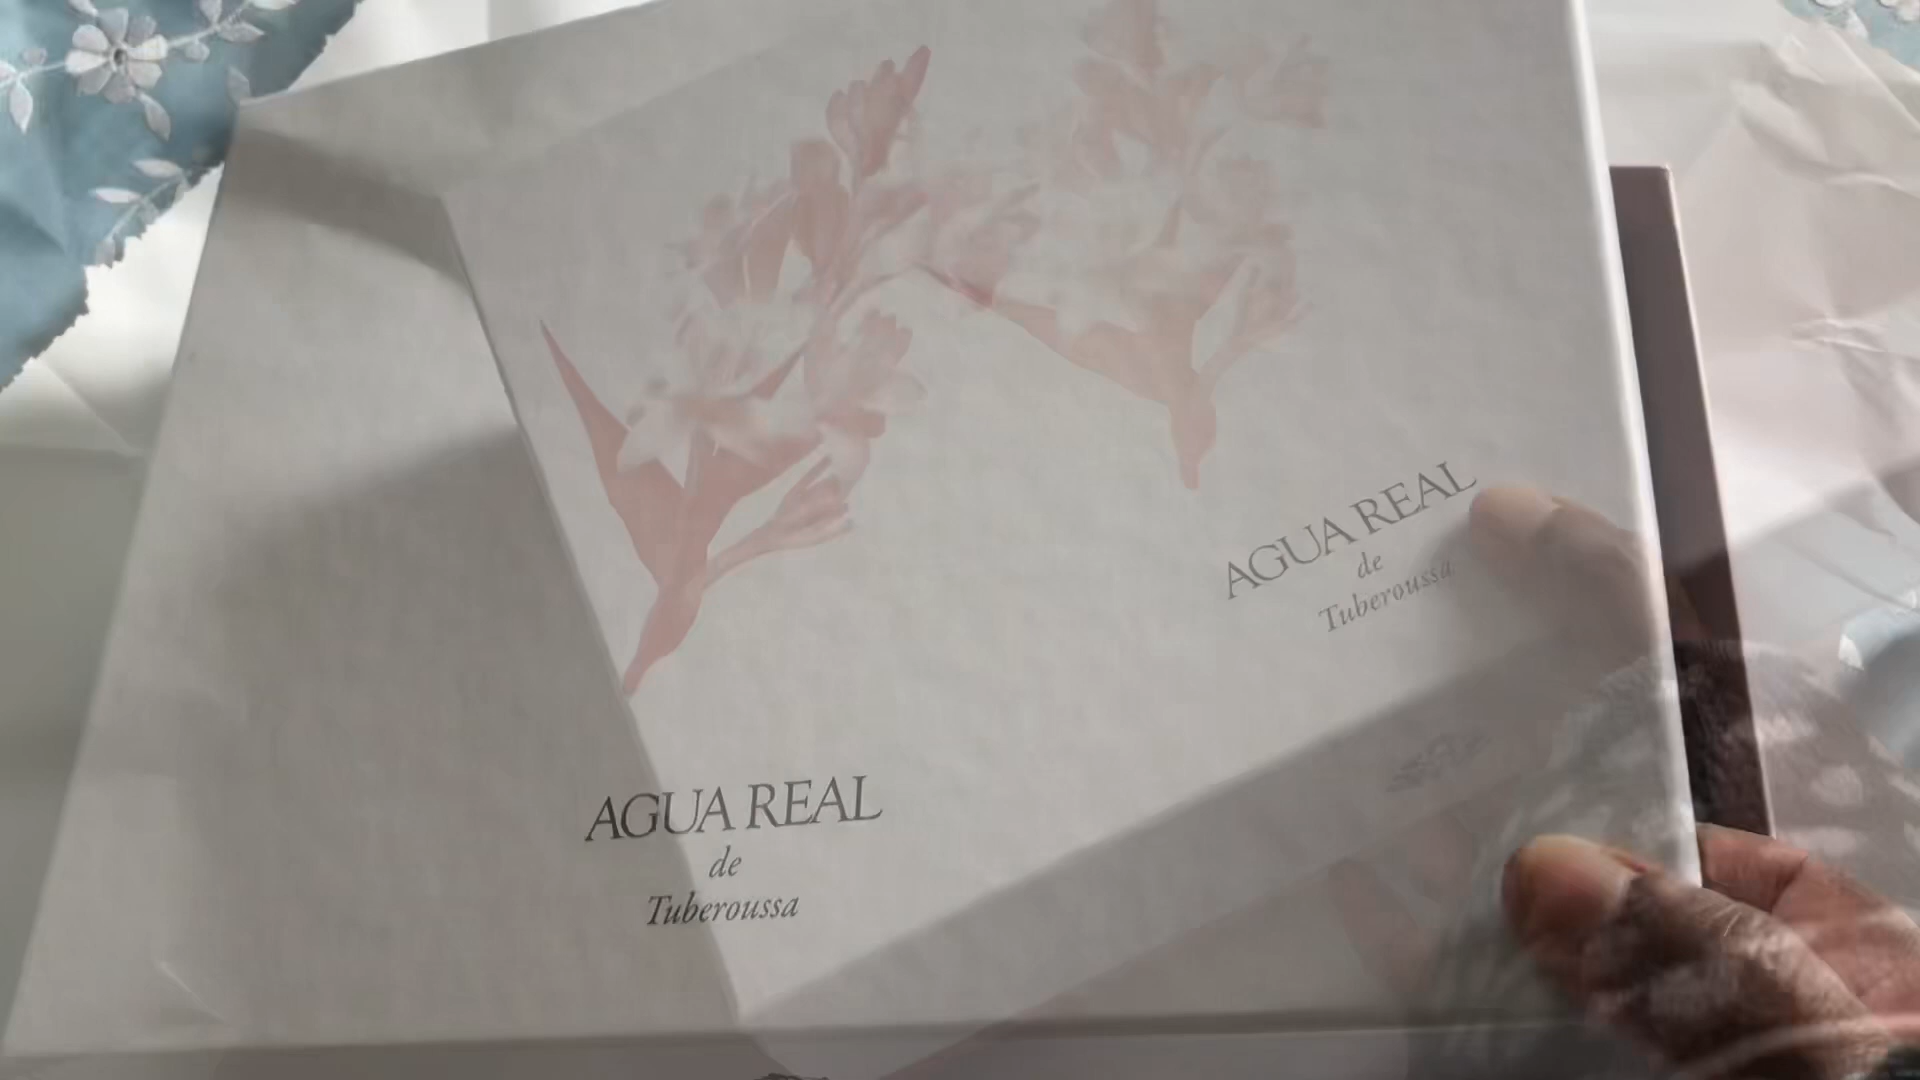 AGUA REAL
de
Tuberoussa
AGUA REAL
de
Tuberoussa